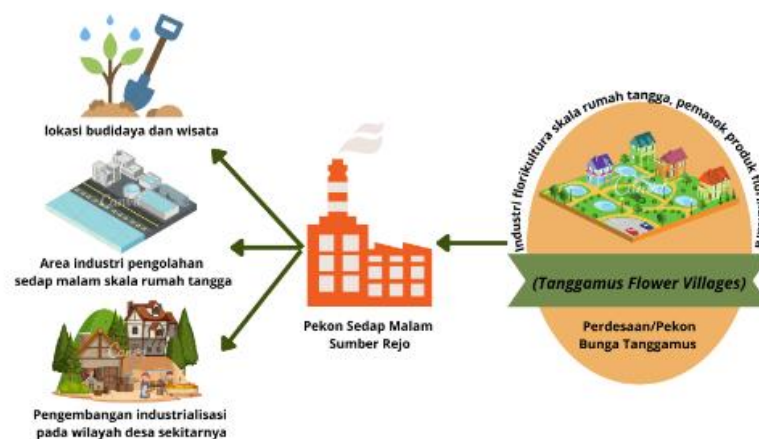 lokasi budidaya dan wisata
Area industri pengolahan
sedap malam skala rumah tangga
Pengembangan industrialisasi
pada wilayah desa sekitarnya
Pekon Sedap Malam
Sumber Rejo
Industri florikultura skala rumah tangga, pemasok produk
(Tanggamus Flower Villages)
Perdesaan/Pekon
Bunga Tanggamus